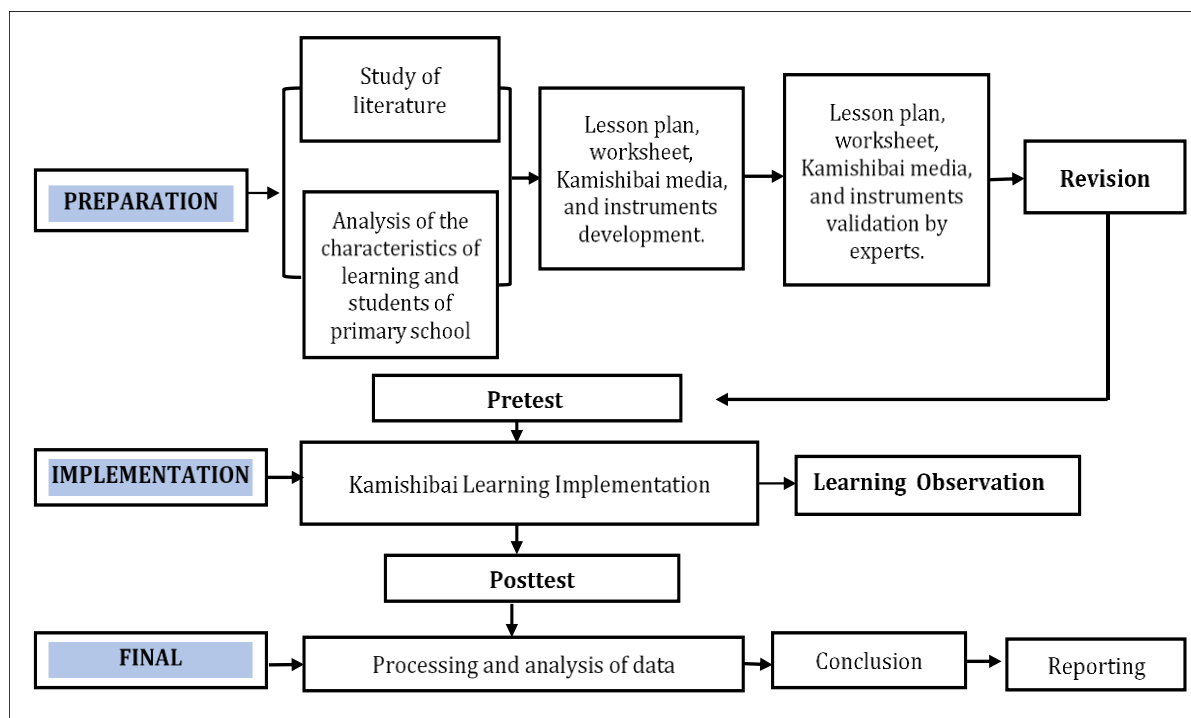 Study of
literature
PREPARATION
Analysis of the
characteristics of
learning and
students of
primary school
Lesson plan,
worksheet,
Kamishibai media,
and instruments
development.
Lesson plan,
worksheet,
Kamishibai media,
and instruments
validation by
experts.
Revision
Pretest
IMPLEMENTATION
Kamishibai Learning Implementation
Learning Observation
Posttest
FINAL
Processing and analysis of data
Conclusion
Reporting